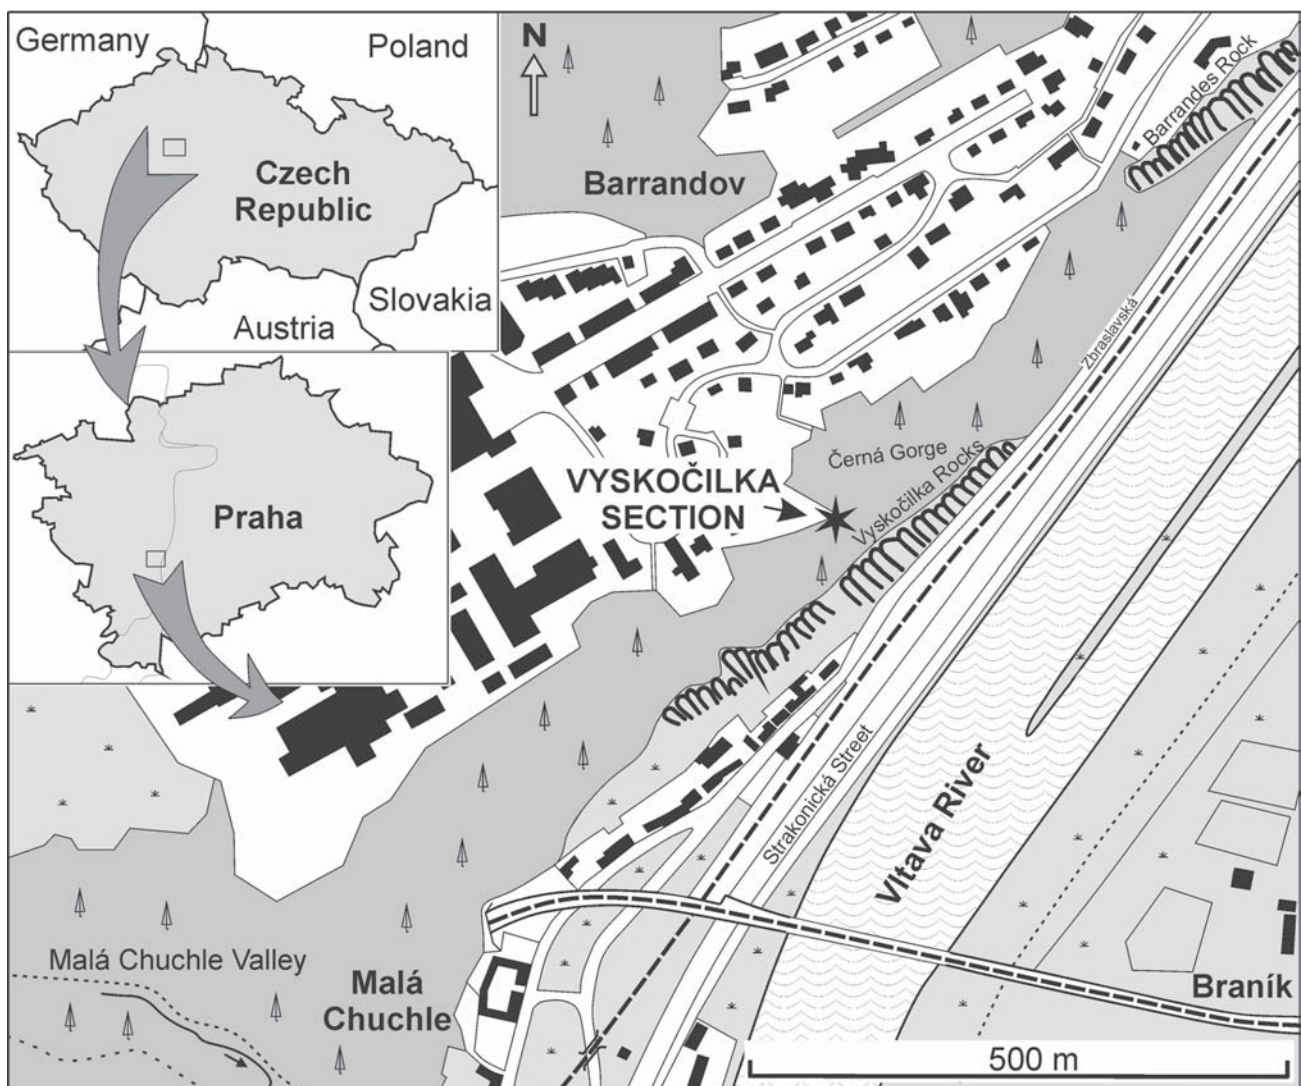 Germany
Poland
Czech
Republic
Slovakia
Austria
Praha
N
Barrandov
Barrandes Rock
Zbraslavská
Černá Gorge
VYSKOČILKA
SECTION
Vyskočilka Rocks
Strakonická Street
Vltava River
Malá Chuchle Valley
Malá
Chuchle
Braník
500 m